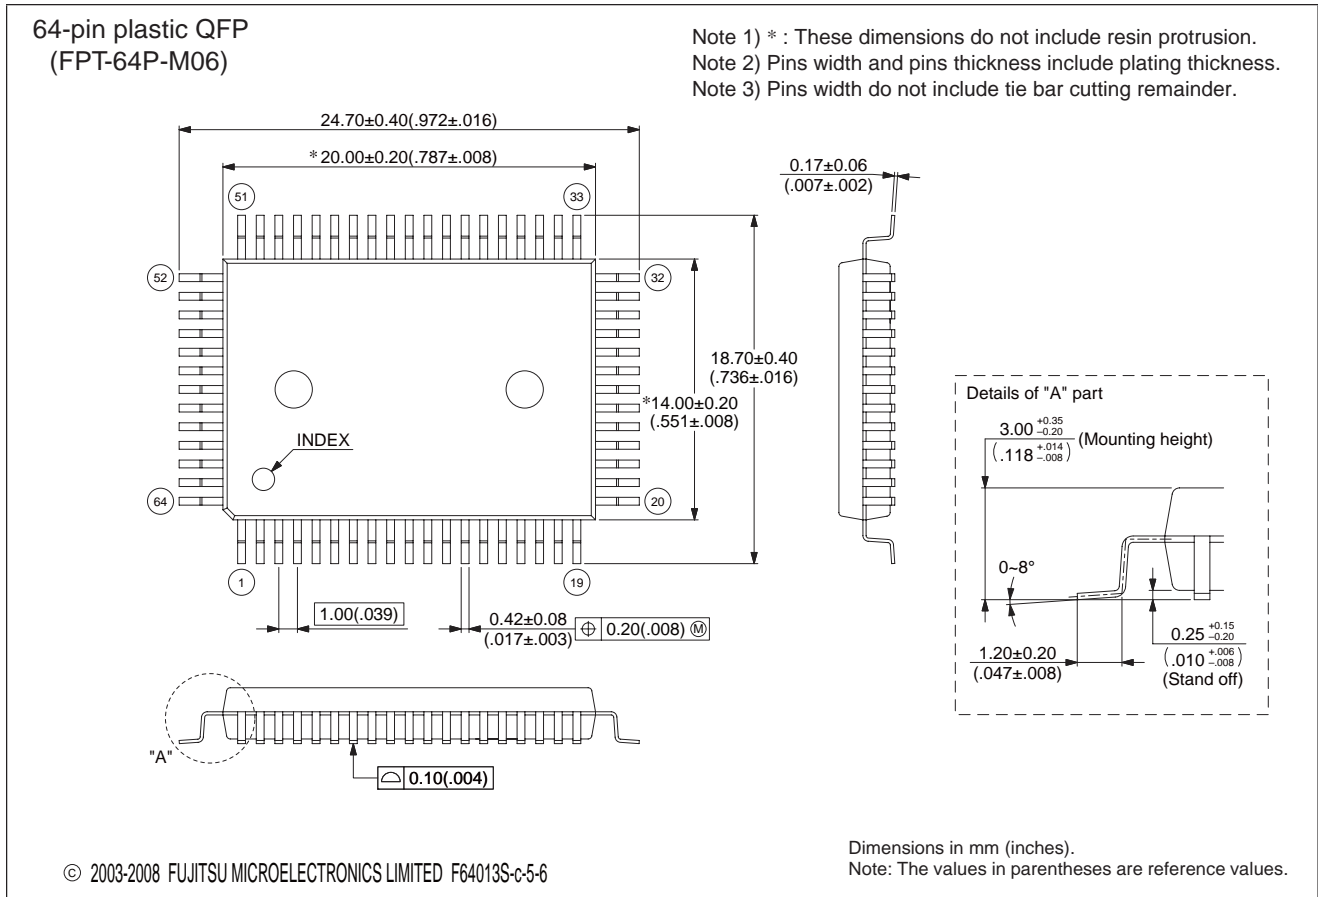 64-pin plastic QFP
(FPT-64P-M06)
Note 1) * : These dimensions do not include resin protrusion.
Note 2) Pins width and pins thickness include plating thickness.
Note 3) Pins width do not include tie bar cutting remainder.
24.70±0.40(.972±.016)
*20.00±0.20(.787±.008)
0.17±0.06
(.007±.002)
51
33
52
32
18.70±0.40
(.736±.016)
*14.00±0.20
(.551±.008)
INDEX
64
20
1
19
1.00(.039)
0.42±0.08
(.017±.003)
⌖ 0.20(.008) Ⓜ
"A"
⌓ 0.10(.004)
Details of "A" part
3.00 +0.35 –0.20
(.118 +.014 –.008)
(Mounting height)
0~8°
1.20±0.20
(.047±.008)
0.25 +0.15 –0.20
(.010 +.006 –.008)
(Stand off)
© 2003-2008 FUJITSU MICROELECTRONICS LIMITED F64013S-c-5-6
Dimensions in mm (inches).
Note: The values in parentheses are reference values.